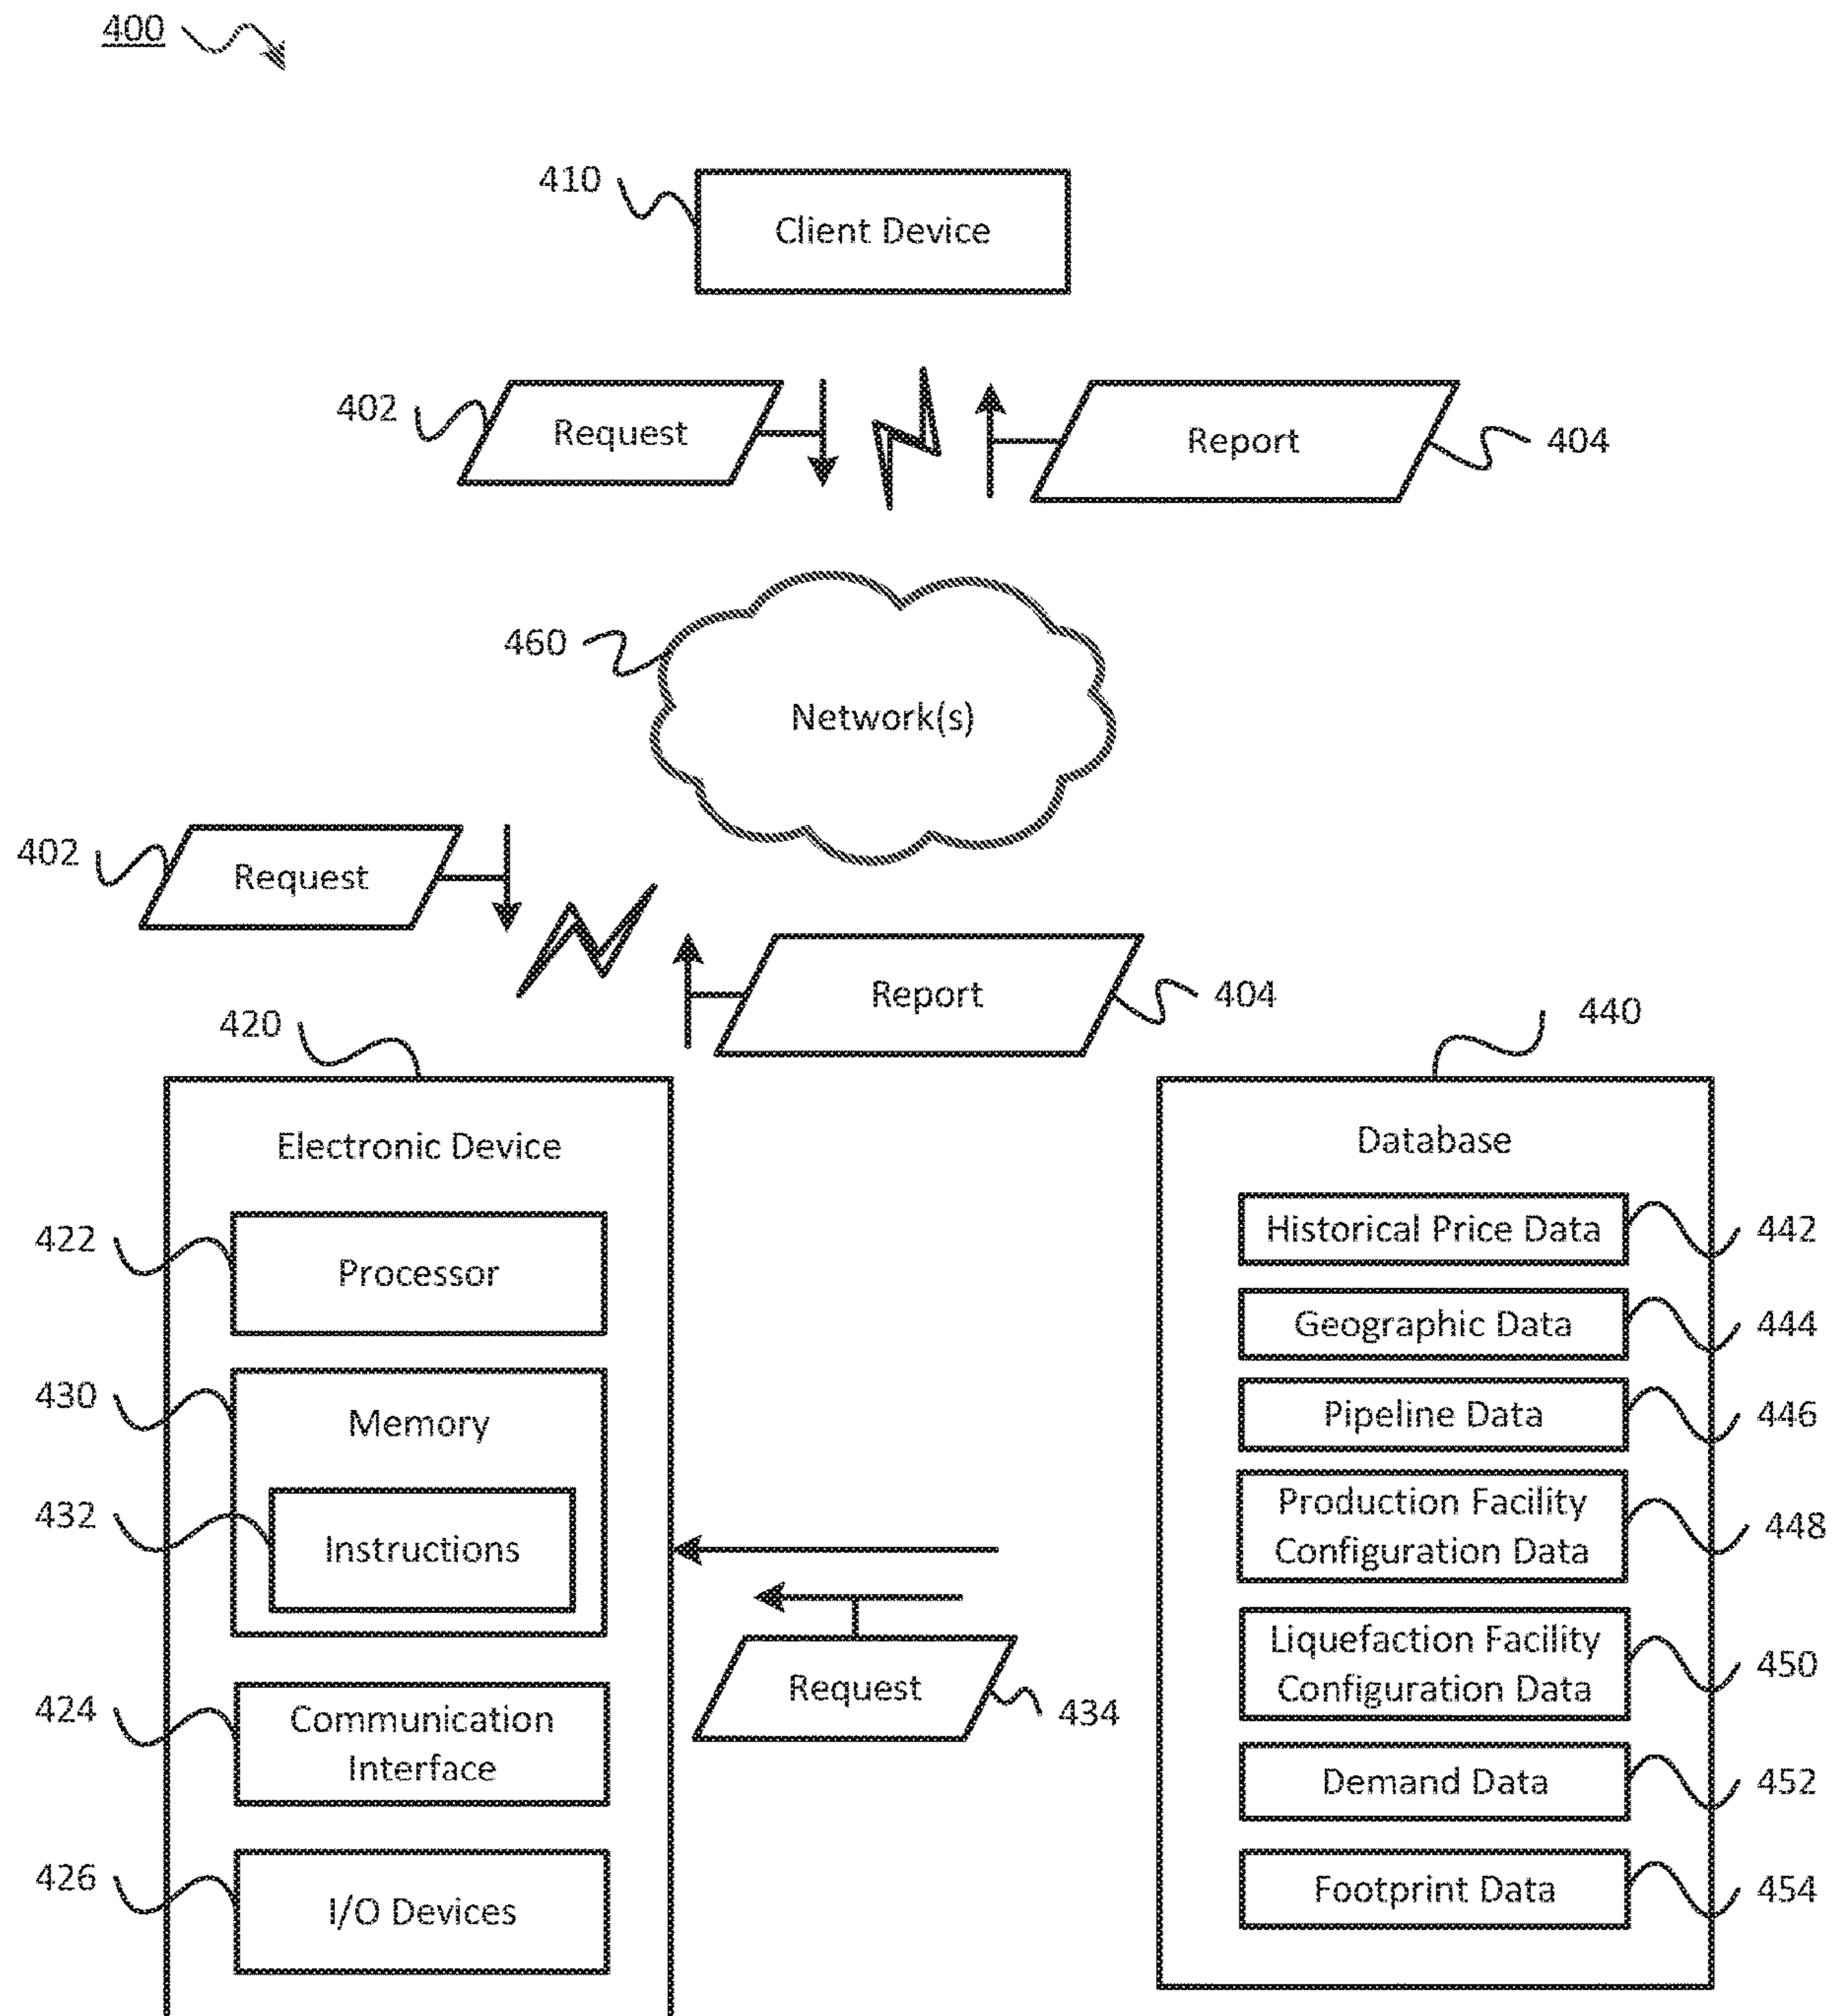 400
410
Client Device
402
Request
Report
404
460
Network(s)
402
Request
Report
404
420
440
Electronic Device
Database
422
Processor
430
Memory
432
Instructions
424
Communication
Interface
426
I/O Devices
Request
434
Historical Price Data
442
Geographic Data
444
Pipeline Data
446
Production Facility
Configuration Data
448
Liquefaction Facility
Configuration Data
450
Demand Data
452
Footprint Data
454